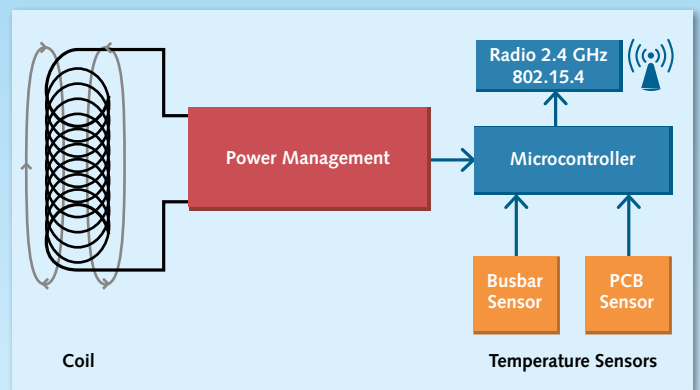 Radio 2.4 GHz
802.15.4
Power Management
Microcontroller
Busbar
Sensor
PCB
Sensor
Coil
Temperature Sensors